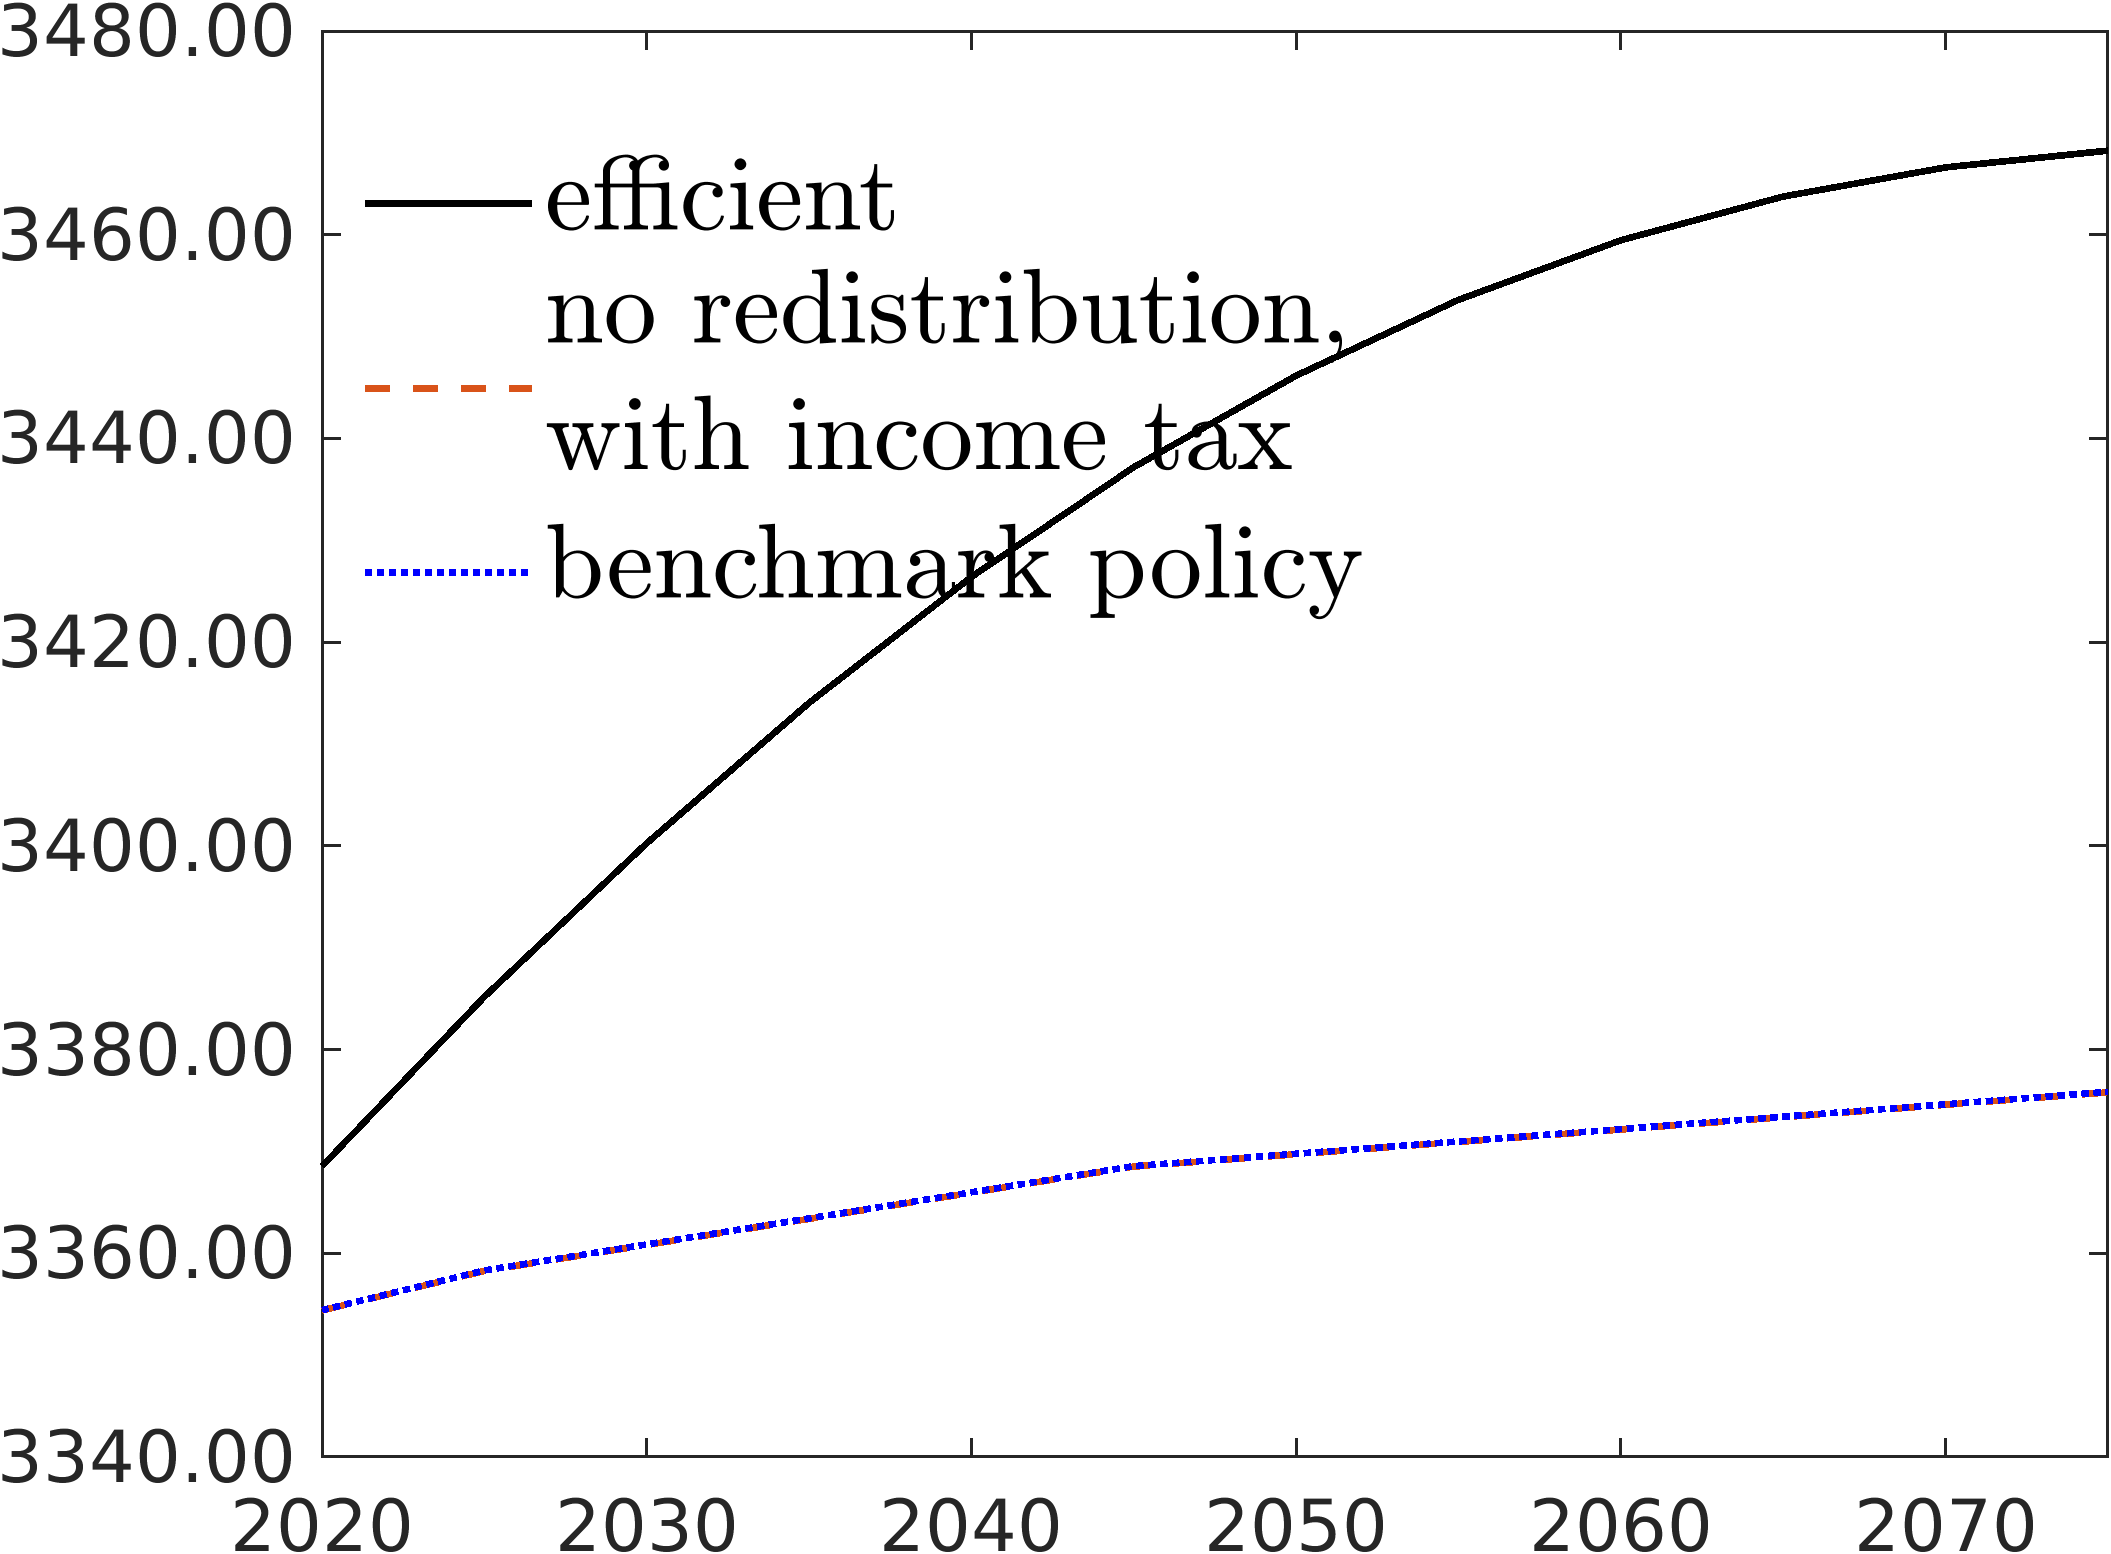 3480.00
3460.00
3440.00
3420.00
3400.00
3380.00
3360.00
3340.00
efficient
no redistribution,
with income tax
benchmark policy
2020 2030 2040 2050 2060 2070